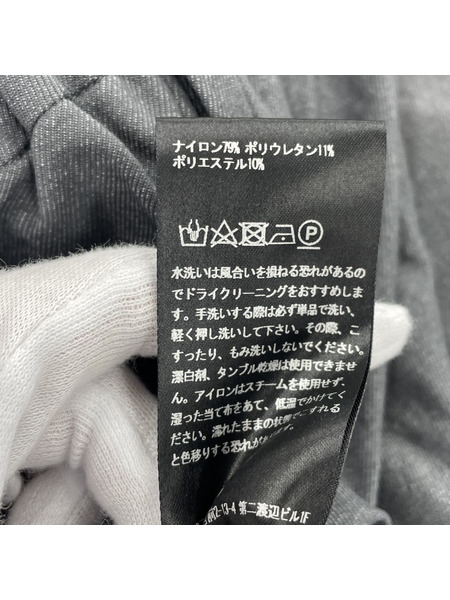 ナイロン79% ポリウレタン11%
ポリエステル10%
P
水洗いは風合いを損ねる恐れがあるの
でドライクリーニングをおすすめしま
す。手洗いする際は必ず単品で洗い、
軽く押し洗いして下さい。その際、こ
すったり、もみ洗いしないでください。
漂白剤、タンブル乾燥は使用できませ
ん。アイロンはスチームを使用せず、
湿った当て布をあて、低温でかけて
ください。濡れたままの状態でこすれる
と色移りする恐れが
2-13-4 第二渡辺ビル1F